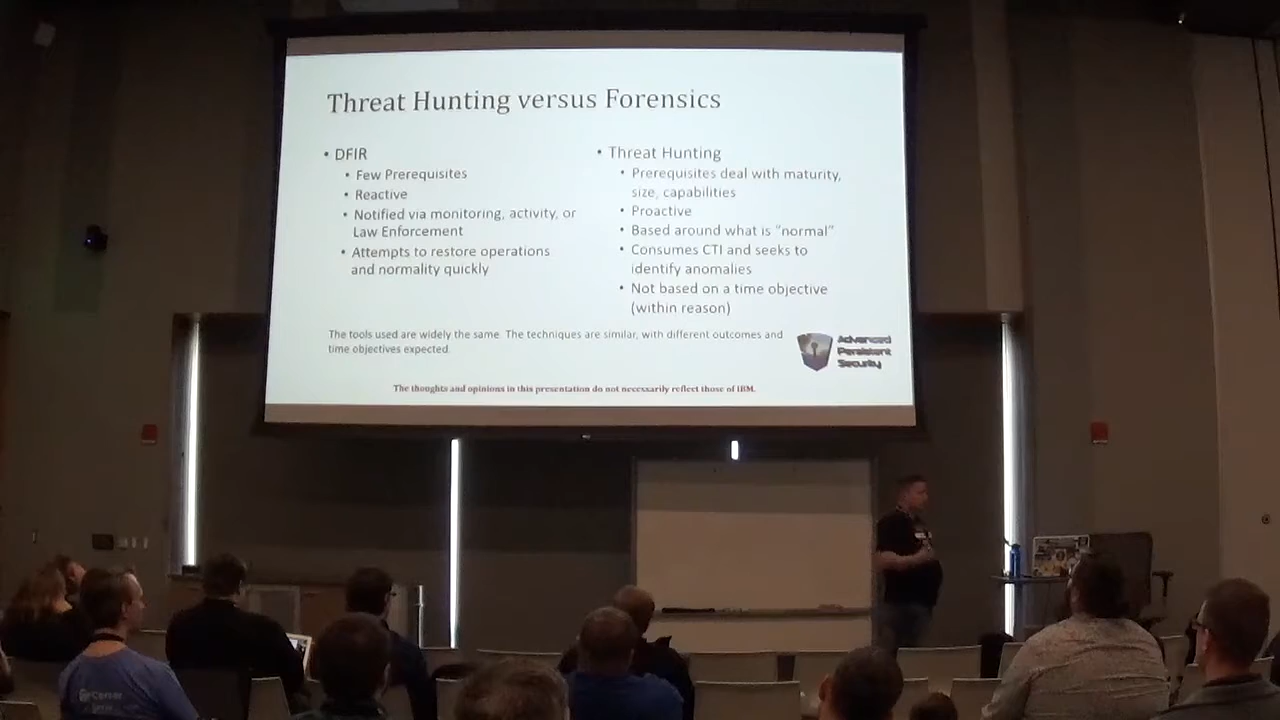 Threat Hunting versus Forensics
• DFIR
• Few Prerequisites
• Reactive
• Notified via monitoring, activity, or
Law Enforcement
• Attempts to restore operations
and normality quickly
• Threat Hunting
• Prerequisites deal with maturity,
size, capabilities
• Proactive
• Based around what is "normal"
• Consumes CTI and seeks to
identify anomalies
• Not based on a time objective
(within reason)
The tools used are widely the same. The techniques are similar, with different outcomes and
time objectives expected.
Advanced
Persistent
Security
The thoughts and opinions in this presentation do not necessarily reflect those of IBM.